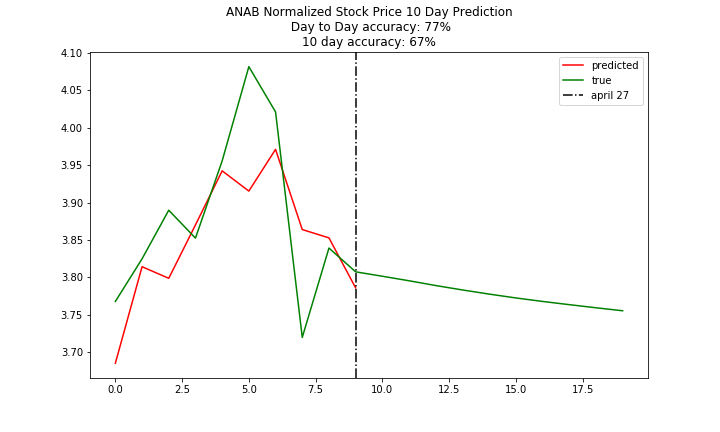 ANAB Normalized Stock Price 10 Day Prediction
Day to Day accuracy: 77%
10 day accuracy: 67%
4.10
4.05
4.00
3.95
3.90
3.85
3.80
3.75
3.70
predicted
true
april 27
0.0 2.5 5.0 7.5 10.0 12.5 15.0 17.5